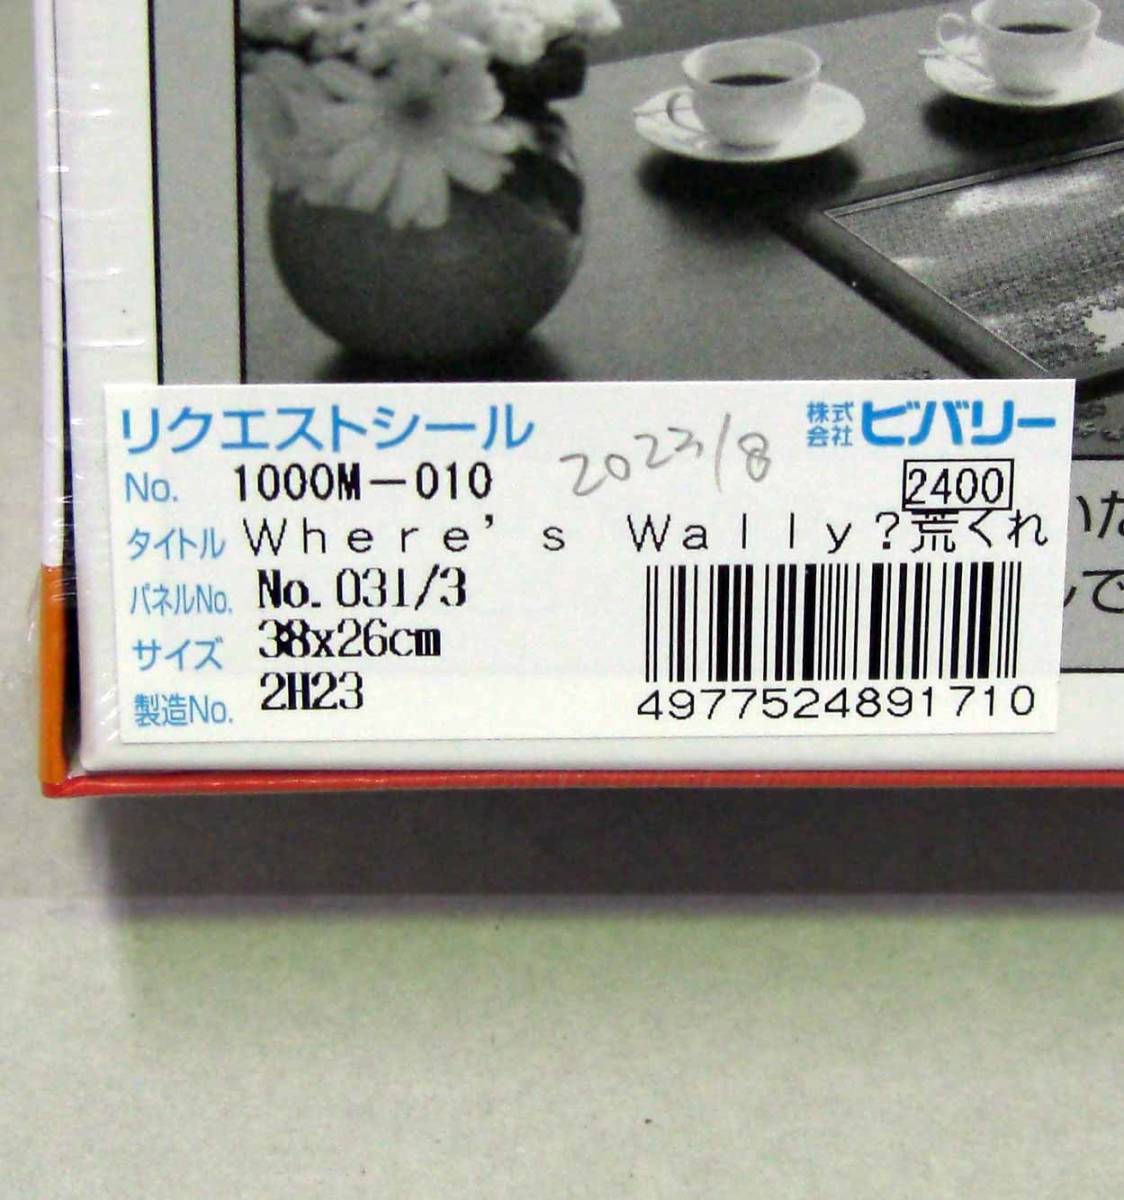 リクエストシール 2023/8 株式会社 ビバリー
No. 1000M-010 2400
タイトル Where's Wally?荒くれ
パネルNo. No.031/3
サイズ 38x26cm
製造No. 2H23
4977524891710